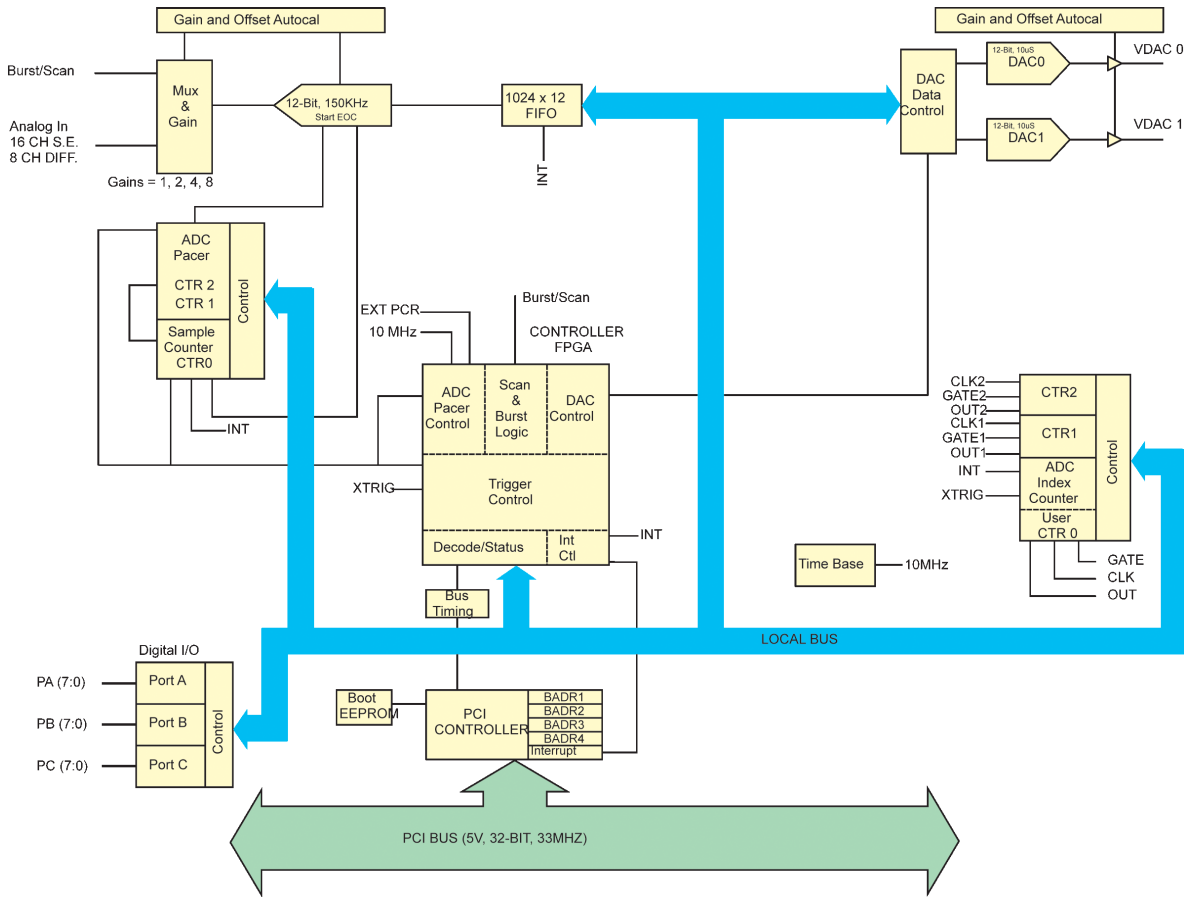 Gain and Offset Autocal
Gain and Offset Autocal
Burst/Scan
Mux
&
Gain
Analog In
16 CH S.E.
8 CH DIFF.
Gains = 1, 2, 4, 8
12-Bit, 150KHz
Start EOC
1024 x 12
FIFO
INT
DAC
Data
Control
12-Bit, 10uS
DAC0
VDAC 0
12-Bit, 10uS
DAC1
VDAC 1
ADC
Pacer
CTR 2
CTR 1
Control
Sample
Counter
CTR0
INT
EXT PCR
10 MHz
Burst/Scan
CONTROLLER
FPGA
ADC
Pacer
Control
Scan
&
Burst
Logic
DAC
Control
XTRIG
Trigger
Control
Decode/Status
Int
Ctl
INT
Bus
Timing
CLK2
GATE2
OUT2
CLK1
GATE1
OUT1
INT
XTRIG
CTR2
CTR1
ADC
Index
Counter
User
CTR 0
Control
GATE
CLK
OUT
Time Base
10MHz
LOCAL BUS
Digital I/O
PA (7:0)
PB (7:0)
PC (7:0)
Port A
Port B
Port C
Control
Boot
EEPROM
PCI
CONTROLLER
BADR1
BADR2
BADR3
BADR4
Interrupt
PCI BUS (5V, 32-BIT, 33MHZ)